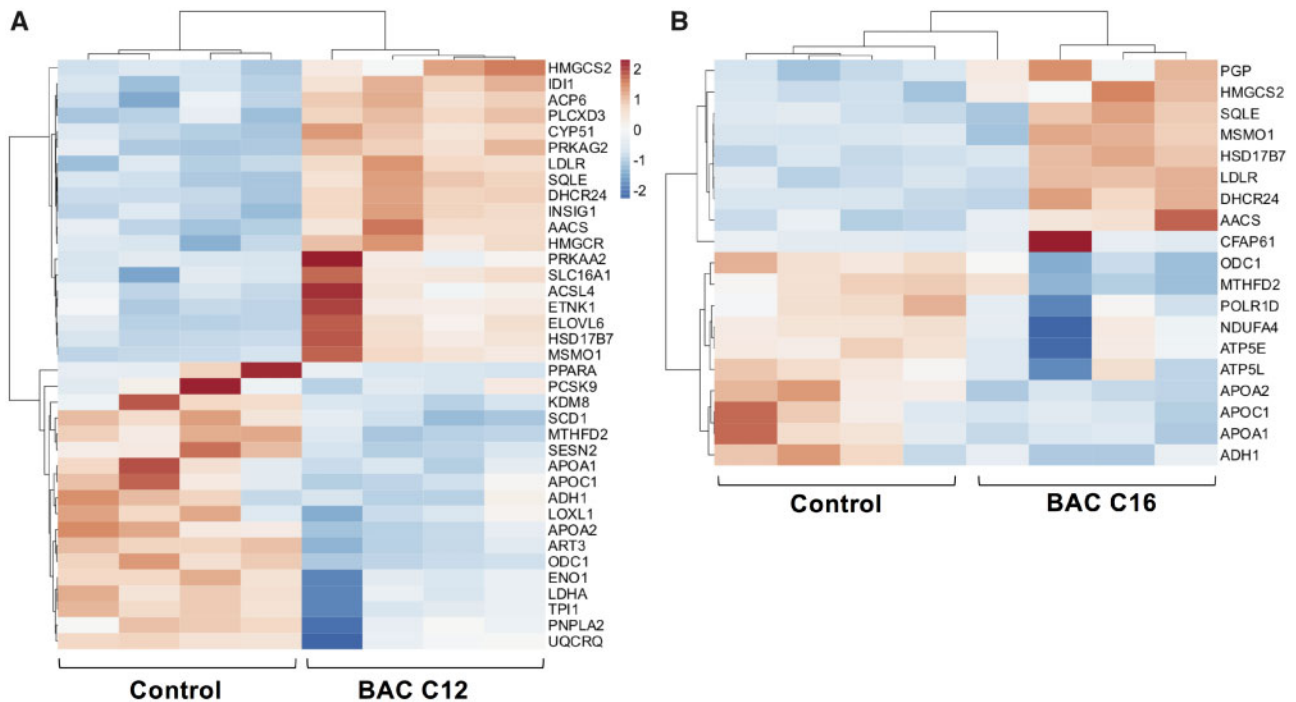 A
HMGCS2
IDI1
ACP6
PLCXD3
CYP51
PRKAG2
LDLR
SQLE
DHCR24
INSIG1
AACS
HMGCR
PRKAA2
SLC16A1
ACSL4
ETNK1
ELOVL6
HSD17B7
MSMO1
PPARA
PCSK9
KDM8
SCD1
MTHFD2
SESN2
APOA1
APOC1
ADH1
LOXL1
APOA2
ART3
ODC1
ENO1
LDHA
TPI1
PNPLA2
UQCRQ
2
1
0
-1
-2
Control
BAC C12
B
PGP
HMGCS2
SQLE
MSMO1
HSD17B7
LDLR
DHCR24
AACS
CFAP61
ODC1
MTHFD2
POLR1D
NDUFA4
ATP5E
ATP5L
APOA2
APOC1
APOA1
ADH1
Control
BAC C16